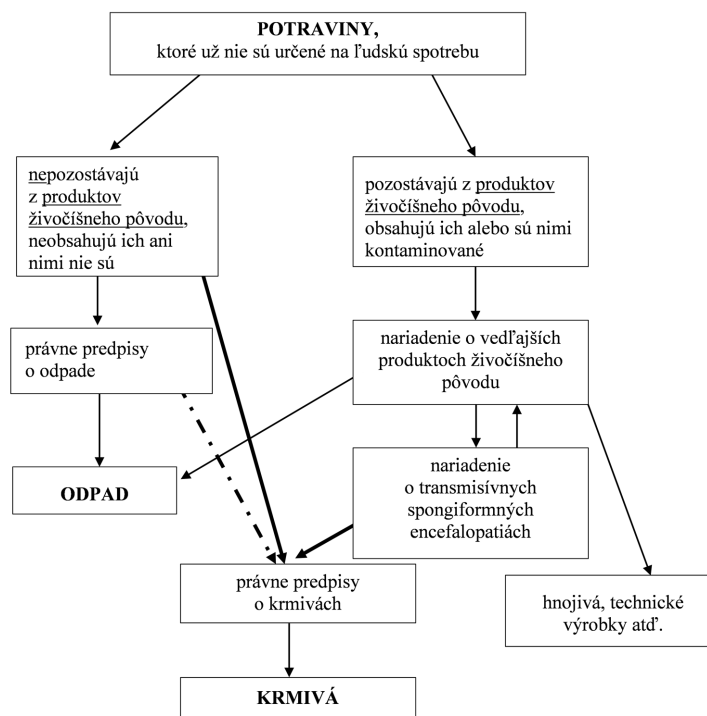 POTRAVINY,
ktoré už nie sú určené na ľudskú spotrebu
nepozostávajú
z produktov
živočíšneho pôvodu,
neobsahujú ich ani
nimi nie sú
pozostávajú z produktov
živočíšneho pôvodu,
obsahujú ich alebo sú nimi
kontaminované
právne predpisy
o odpade
nariadenie o vedľajších
produktoch živočíšneho
pôvodu
ODPAD
nariadenie
o transmisívnych
spongiformných
encefalopatiách
právne predpisy
o krmivách
hnojivá, technické
výrobky atď.
KRMIVÁ